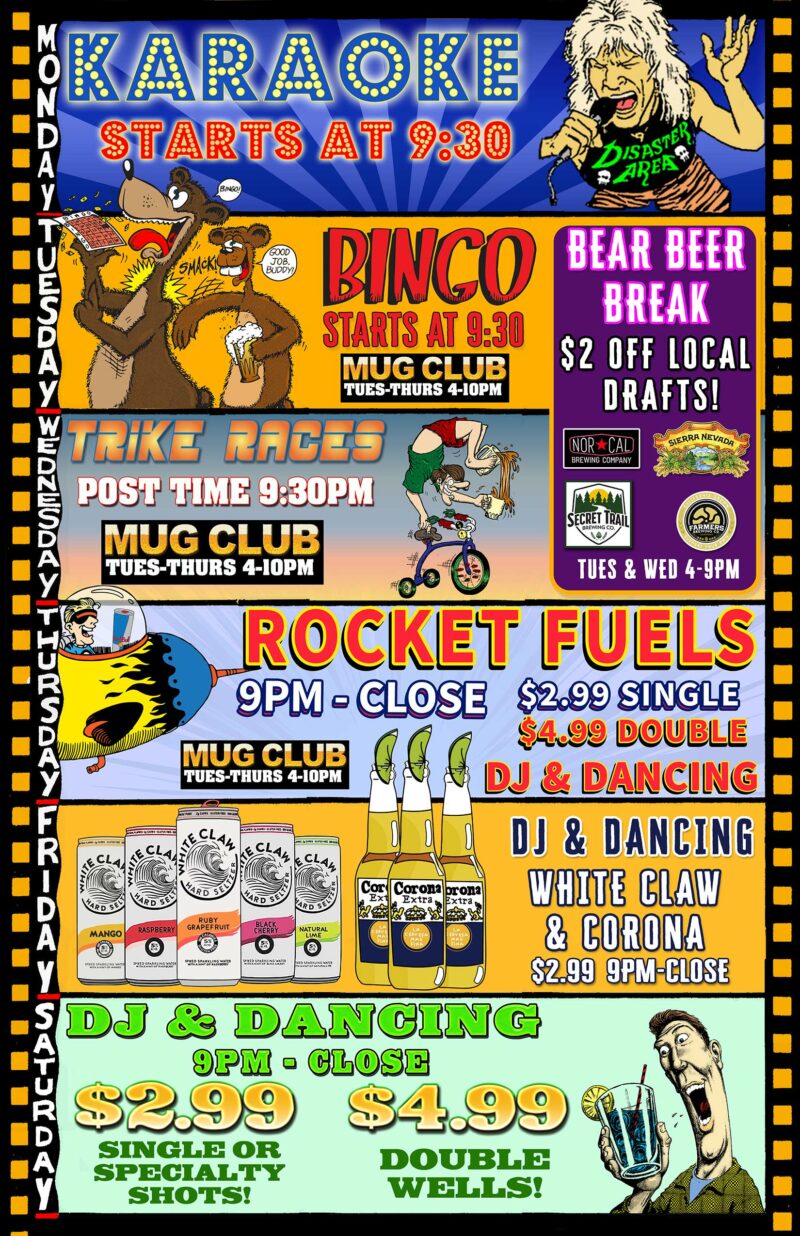 MONDAY
KARAOKE
STARTS AT 9:30
DISASTER
AREA
TUESDAY
BINGO!
BINGO
SMACK!
GOOD
JOB,
BUDDY!
BINGO
STARTS AT 9:30
MUG CLUB
TUES-THURS 4-10PM
BEAR BEER
BREAK
$2 OFF LOCAL
DRAFTS!
NOR★CAL
BREWING COMPANY
SIERRA NEVADA
SECRET TRAIL
BREWING CO.
FARMERS
BREWING CO.
TUES & WED 4-9PM
WEDNESDAY
TRIKE RACES
POST TIME 9:30PM
MUG CLUB
TUES-THURS 4-10PM
THURSDAY
ROCKET FUELS
9PM - CLOSE
$2.99 SINGLE
$4.99 DOUBLE
MUG CLUB
TUES-THURS 4-10PM
DJ & DANCING
FRIDAY
WHITE CLAW
HARD SELTZER
MANGO
WHITE CLAW
HARD SELTZER
RASPBERRY
WHITE CLAW
HARD SELTZER
RUBY
GRAPEFRUIT
WHITE CLAW
HARD SELTZER
BLACK
CHERRY
WHITE CLAW
HARD SELTZER
NATURAL
LIME
Corona
Extra
DJ & DANCING
WHITE CLAW
& CORONA
$2.99 9PM-CLOSE
SATURDAY
DJ & DANCING
9PM - CLOSE
$2.99
SINGLE OR
SPECIALTY
SHOTS!
$4.99
DOUBLE
WELLS!